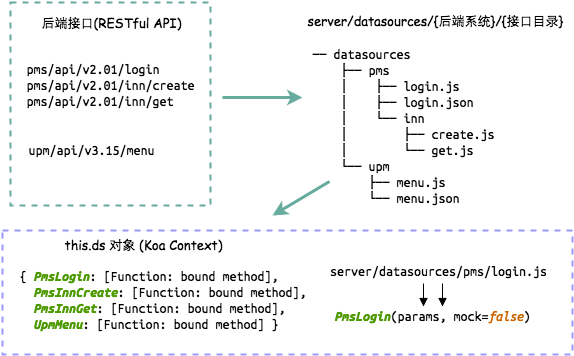 后端接口(RESTful API)
pms/api/v2.01/login
pms/api/v2.01/inn/create
pms/api/v2.01/inn/get
upm/api/v3.15/menu
server/datasources/{后端系统}/{接口目录}
── datasources
├── pms
│   ├── login.js
│   ├── login.json
│   └── inn
│       ├── create.js
│       └── get.js
└── upm
    ├── menu.js
    └── menu.json
this.ds 对象 (Koa Context)
{ PmsLogin: [Function: bound method],
PmsInnCreate: [Function: bound method],
PmsInnGet: [Function: bound method],
UpmMenu: [Function: bound method] }
server/datasources/pms/login.js
PmsLogin(params, mock=false)